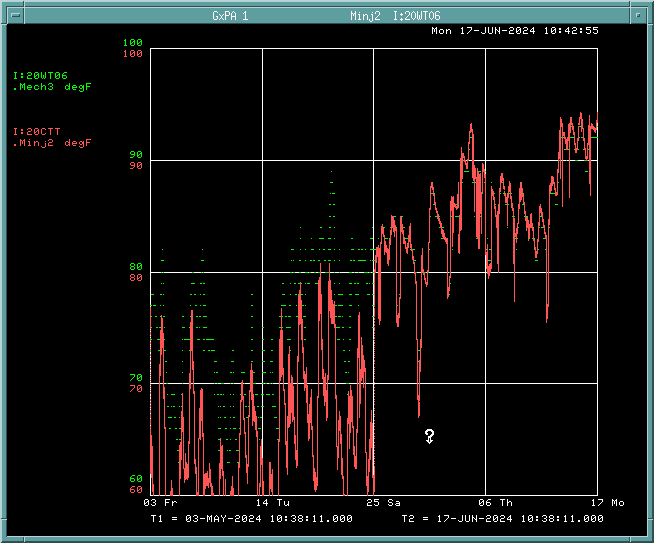 GxPA 1 Minj2 I:20WT06
Mon 17-JUN-2024 10:42:55
100
100
I:20WT06
.Mech3 degF
I:20CTT
.Minj2 degF
90
90
80
80
70
70
60
60
?
03 Fr 14 Tu 25 Sa 06 Th 17 Mo
T1 = 03-MAY-2024 10:38:11.000 T2 = 17-JUN-2024 10:38:11.000